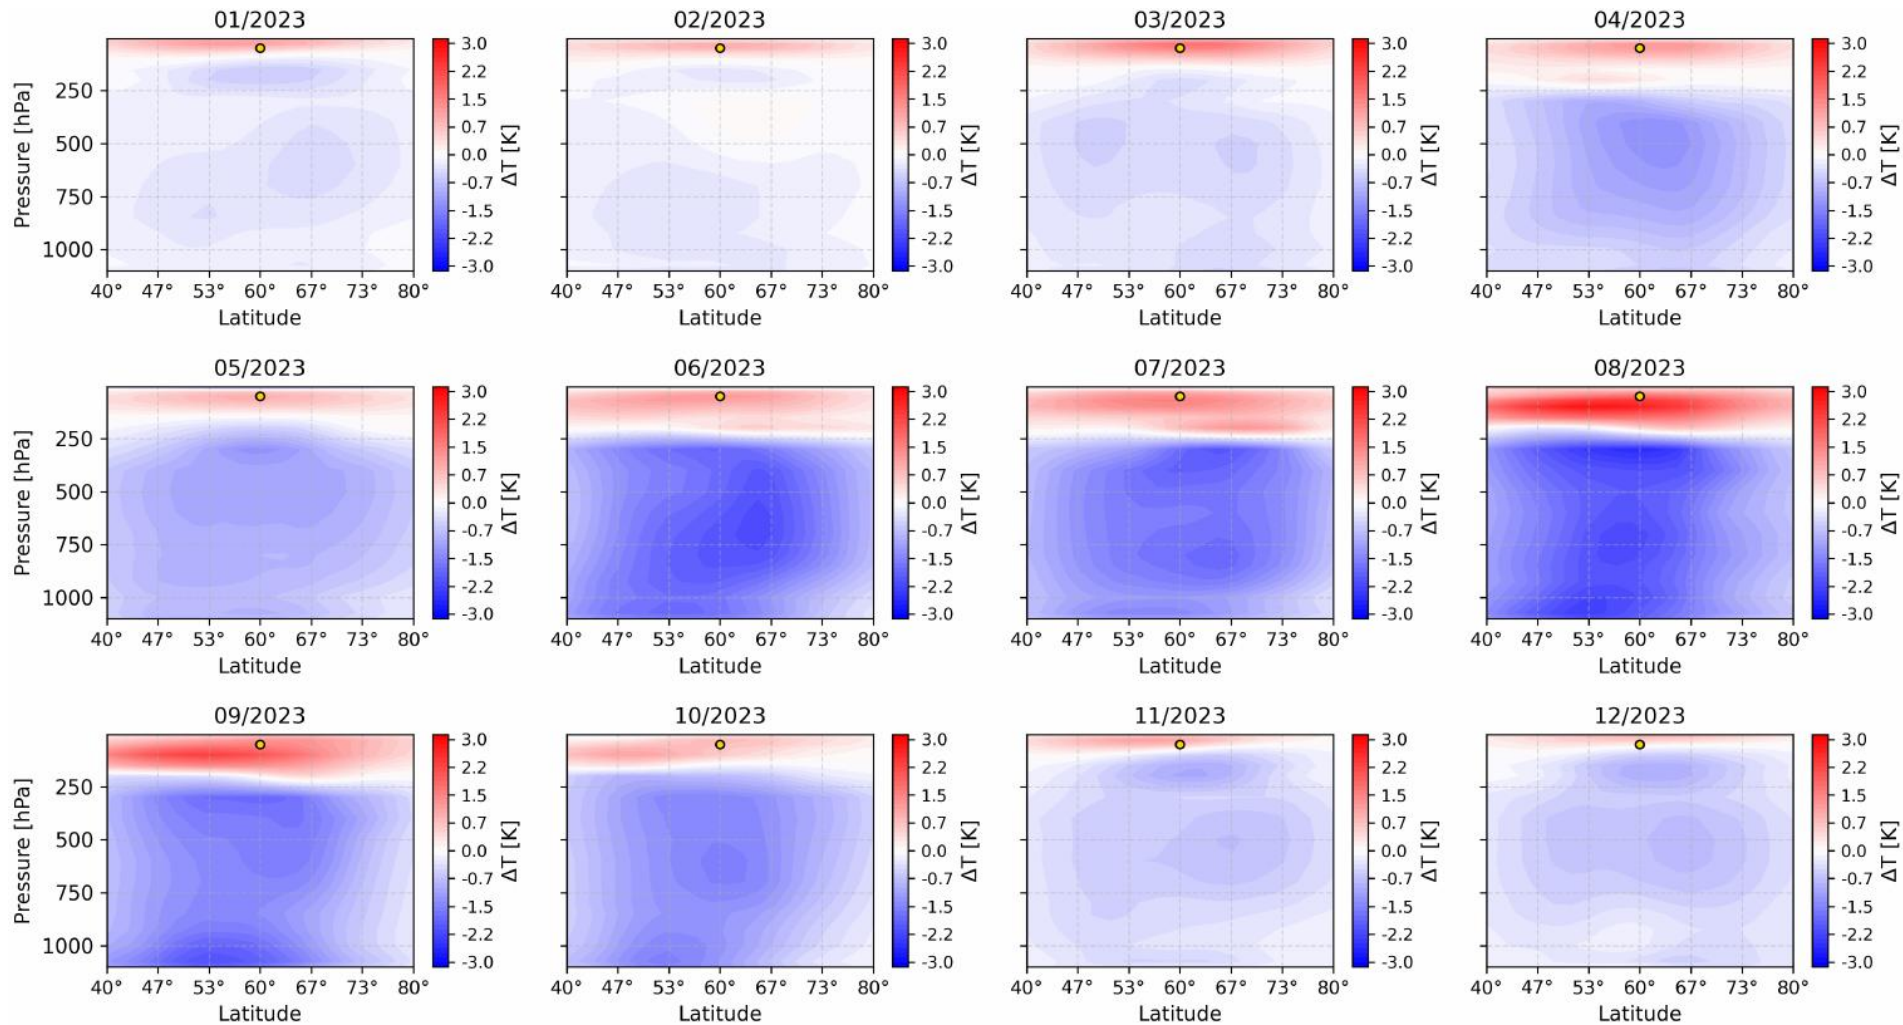 01/2023 02/2023 03/2023 04/2023
Pressure [hPa] 250 500 750 1000
3.0 2.2 1.5 0.7 0.0 -0.7 -1.5 -2.2 -3.0 ΔT [K]
3.0 2.2 1.5 0.7 0.0 -0.7 -1.5 -2.2 -3.0 ΔT [K]
3.0 2.2 1.5 0.7 0.0 -0.7 -1.5 -2.2 -3.0 ΔT [K]
3.0 2.2 1.5 0.7 0.0 -0.7 -1.5 -2.2 -3.0 ΔT [K]
40° 47° 53° 60° 67° 73° 80° 40° 47° 53° 60° 67° 73° 80° 40° 47° 53° 60° 67° 73° 80° 40° 47° 53° 60° 67° 73° 80°
Latitude Latitude Latitude Latitude
05/2023 06/2023 07/2023 08/2023
Pressure [hPa] 250 500 750 1000
3.0 2.2 1.5 0.7 0.0 -0.7 -1.5 -2.2 -3.0 ΔT [K]
3.0 2.2 1.5 0.7 0.0 -0.7 -1.5 -2.2 -3.0 ΔT [K]
3.0 2.2 1.5 0.7 0.0 -0.7 -1.5 -2.2 -3.0 ΔT [K]
3.0 2.2 1.5 0.7 0.0 -0.7 -1.5 -2.2 -3.0 ΔT [K]
40° 47° 53° 60° 67° 73° 80° 40° 47° 53° 60° 67° 73° 80° 40° 47° 53° 60° 67° 73° 80° 40° 47° 53° 60° 67° 73° 80°
Latitude Latitude Latitude Latitude
09/2023 10/2023 11/2023 12/2023
Pressure [hPa] 250 500 750 1000
3.0 2.2 1.5 0.7 0.0 -0.7 -1.5 -2.2 -3.0 ΔT [K]
3.0 2.2 1.5 0.7 0.0 -0.7 -1.5 -2.2 -3.0 ΔT [K]
3.0 2.2 1.5 0.7 0.0 -0.7 -1.5 -2.2 -3.0 ΔT [K]
3.0 2.2 1.5 0.7 0.0 -0.7 -1.5 -2.2 -3.0 ΔT [K]
40° 47° 53° 60° 67° 73° 80° 40° 47° 53° 60° 67° 73° 80° 40° 47° 53° 60° 67° 73° 80° 40° 47° 53° 60° 67° 73° 80°
Latitude Latitude Latitude Latitude